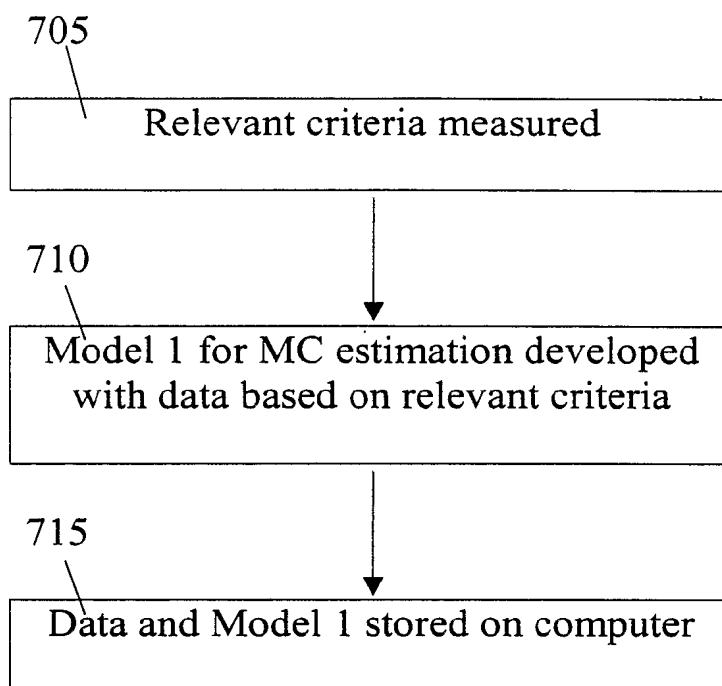 705
Relevant criteria measured
710
Model 1 for MC estimation developed
with data based on relevant criteria
715
Data and Model 1 stored on computer